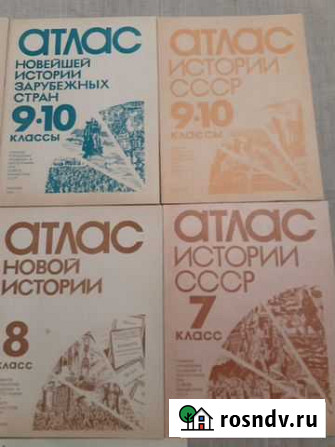 АТЛАС
НОВЕЙШЕЙ
ИСТОРИИ
ЗАРУБЕЖНЫХ
СТРАН
9·10
КЛАССЫ
АТЛАС
ИСТОРИИ
СССР
9·10
КЛАССЫ
АТЛАС
НОВОЙ
ИСТОРИИ
8
КЛАСС
АТЛАС
ИСТОРИИ
СССР
7
КЛАСС
rosndv.ru